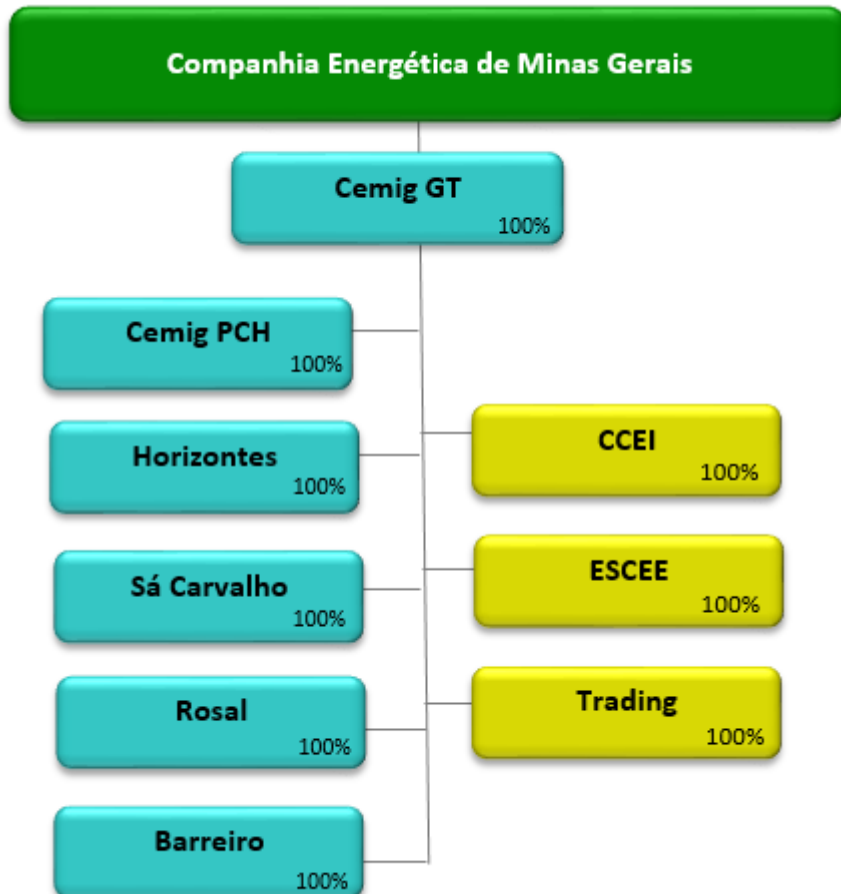 Companhia Energética de Minas Gerais
Cemig GT
100%
Cemig PCH
100%
Horizontes
100%
Sá Carvalho
100%
Rosal
100%
Barreiro
100%
CCEI
100%
ESCEE
100%
Trading
100%